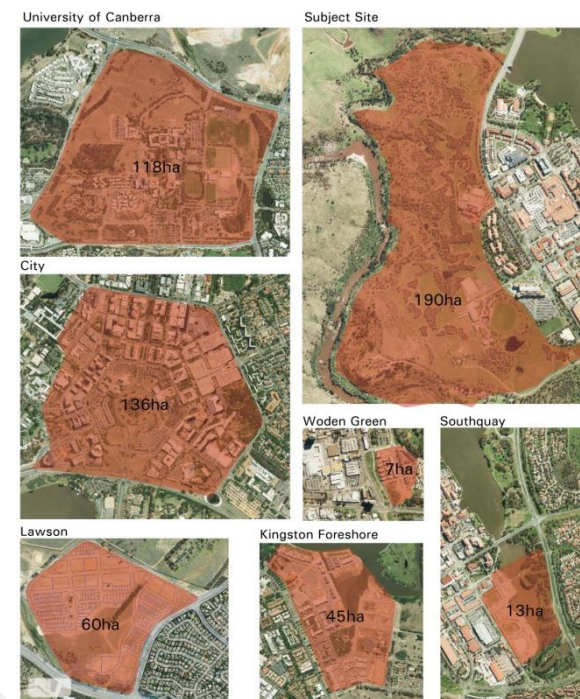 University of Canberra
118ha
Subject Site
190ha
City
136ha
Woden Green
7ha
Southquay
13ha
Lawson
60ha
Kingston Foreshore
45ha